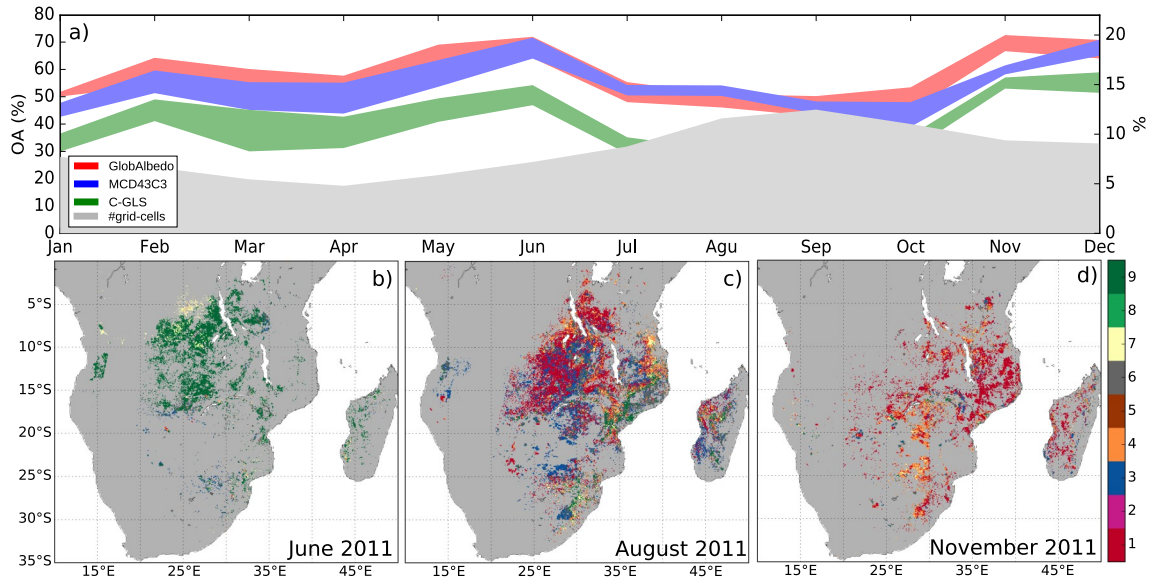 a)
80
70
60
50
40
30
20
10
0
OA (%)
20
15
10
5
0
%
GlobAlbedo
MCD43C3
C-GLS
#grid-cells
Jan Feb Mar Apr May Jun Jul Agu Sep Oct Nov Dec
b) c) d)
5°S
10°S
15°S
20°S
25°S
30°S
35°S
June 2011 August 2011 November 2011
15°E 25°E 35°E 45°E 15°E 25°E 35°E 45°E 15°E 25°E 35°E 45°E
9
8
7
6
5
4
3
2
1